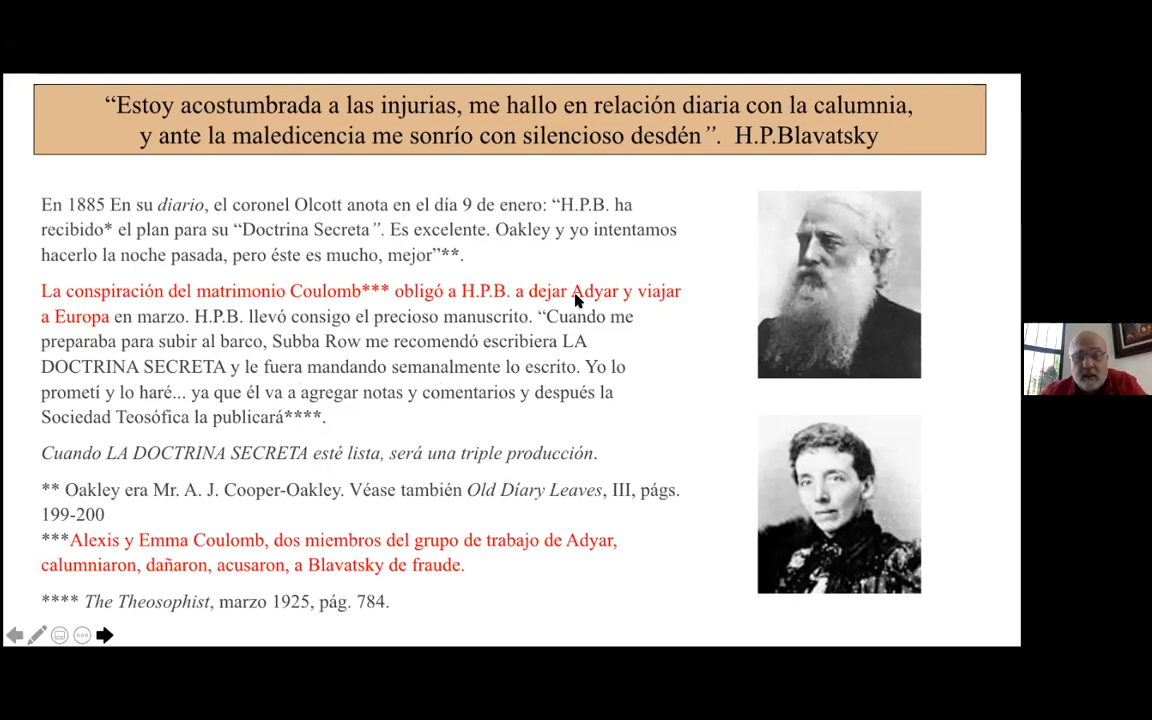 “Estoy acostumbrada a las injurias, me hallo en relación diaria con la calumnia,
y ante la maledicencia me sonrío con silencioso desdén”. H.P.Blavatsky
En 1885 En su diario, el coronel Olcott anota en el día 9 de enero: “H.P.B. ha
recibido* el plan para su “Doctrina Secreta”. Es excelente. Oakley y yo intentamos
hacerlo la noche pasada, pero éste es mucho, mejor”**.
La conspiración del matrimonio Coulomb*** obligó a H.P.B. a dejar Adyar y viajar
a Europa en marzo. H.P.B. llevó consigo el precioso manuscrito. “Cuando me
preparaba para subir al barco, Subba Row me recomendó escribiera LA
DOCTRINA SECRETA y le fuera mandando semanalmente lo escrito. Yo lo
prometí y lo haré... ya que él va a agregar notas y comentarios y después la
Sociedad Teosófica la publicará****.
Cuando LA DOCTRINA SECRETA esté lista, será una triple producción.
** Oakley era Mr. A. J. Cooper-Oakley. Véase también Old Díary Leaves, III, págs.
199-200
***Alexis y Emma Coulomb, dos miembros del grupo de trabajo de Adyar,
calumniaron, dañaron, acusaron, a Blavatsky de fraude.
**** The Theosophist, marzo 1925, pág. 784.